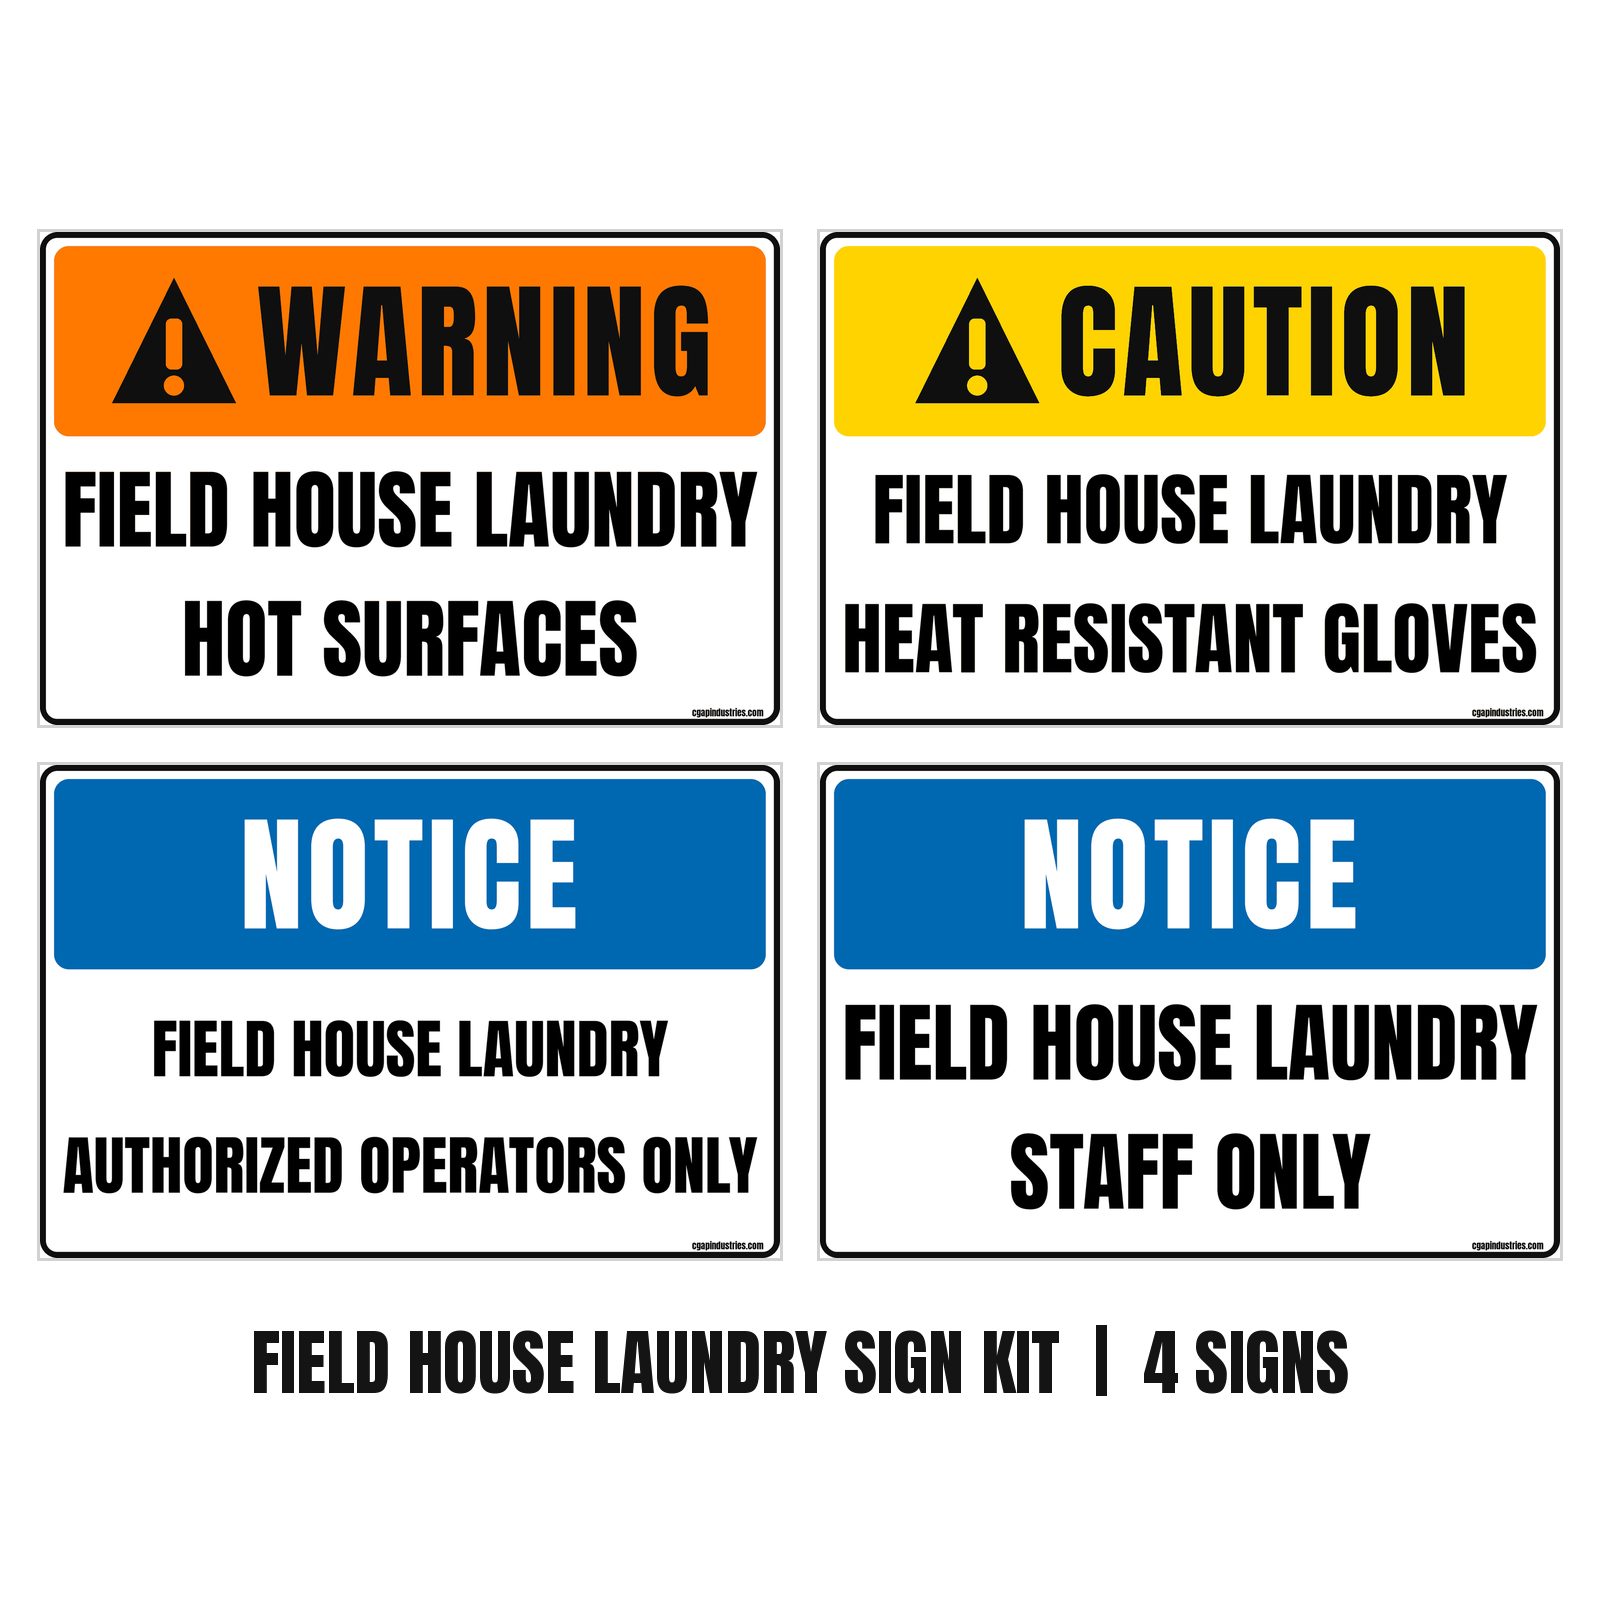 WARNING
FIELD HOUSE LAUNDRY
HOT SURFACES
cgapindustries.com
CAUTION
FIELD HOUSE LAUNDRY
HEAT RESISTANT GLOVES
cgapindustries.com
NOTICE
FIELD HOUSE LAUNDRY
AUTHORIZED OPERATORS ONLY
cgapindustries.com
NOTICE
FIELD HOUSE LAUNDRY
STAFF ONLY
cgapindustries.com
FIELD HOUSE LAUNDRY SIGN KIT | 4 SIGNS